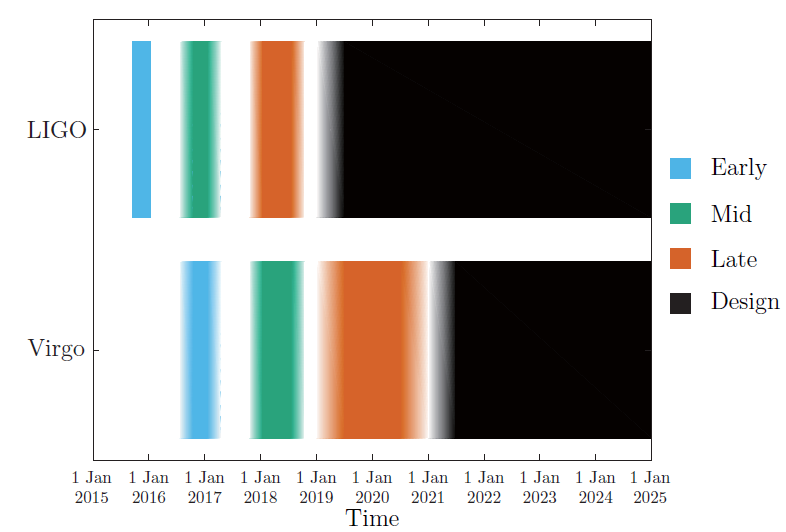 LIGO
Virgo
Early
Mid
Late
Design
1 Jan 1 Jan 1 Jan 1 Jan 1 Jan 1 Jan 1 Jan 1 Jan 1 Jan 1 Jan 1 Jan
2015 2016 2017 2018 2019 2020 2021 2022 2023 2024 2025
Time